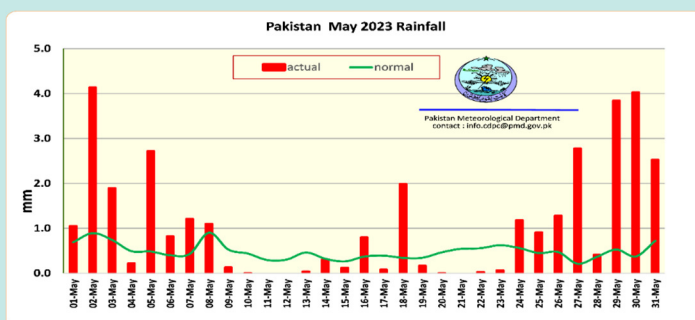 Pakistan May 2023 Rainfall
5.0
4.0
3.0
2.0
1.0
0.0
mm
actual
normal
Pakistan Meteorological Department
contact : info.cdpc@pmd.gov.pk
01-May
02-May
03-May
04-May
05-May
06-May
07-May
08-May
09-May
10-May
11-May
12-May
13-May
14-May
15-May
16-May
17-May
18-May
19-May
20-May
21-May
22-May
23-May
24-May
25-May
26-May
27-May
28-May
29-May
30-May
31-May